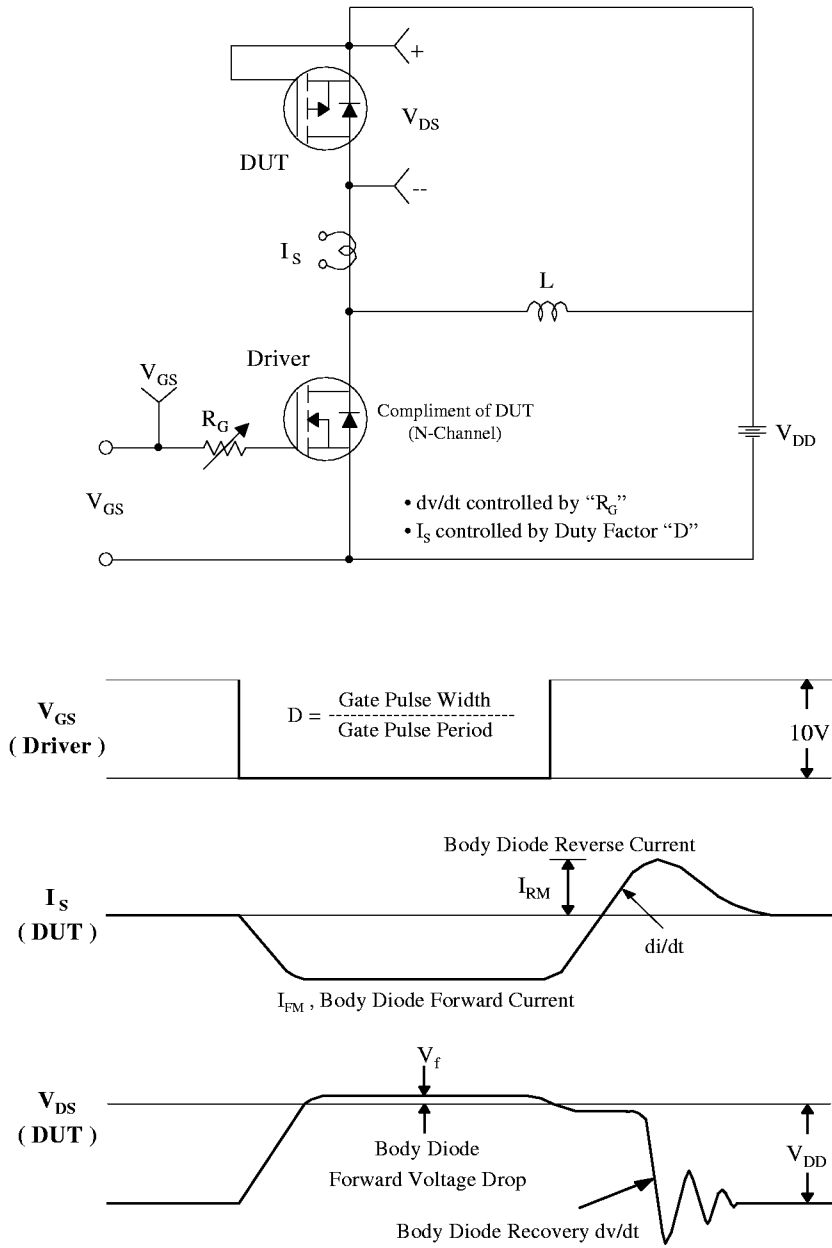 +
V_DS
DUT
--
I_S
L
Driver
V_GS
R_G
Compliment of DUT
(N-Channel)
V_DD
V_GS
• dv/dt controlled by “R_G”
• I_S controlled by Duty Factor “D”
V_GS
( Driver )
D = Gate Pulse Width
--------------------------
Gate Pulse Period
10V
Body Diode Reverse Current
I_S
( DUT )
I_RM
di/dt
I_FM , Body Diode Forward Current
V_f
V_DS
( DUT )
Body Diode
Forward Voltage Drop
V_DD
Body Diode Recovery dv/dt